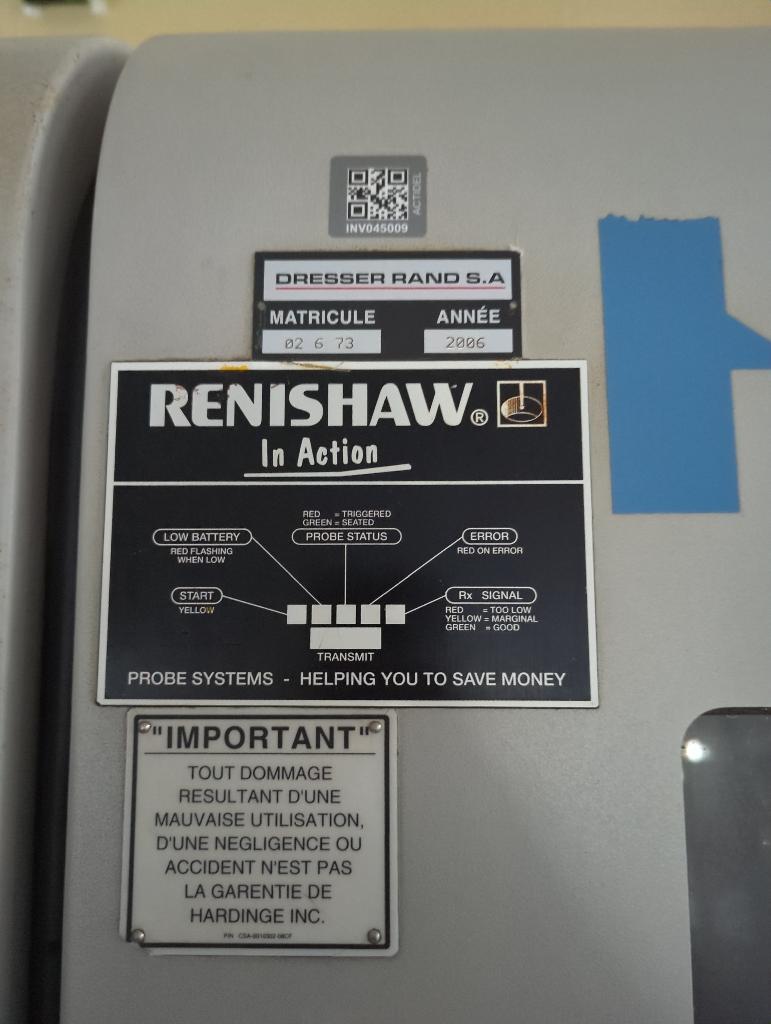 ACTIDEL
INV045009
DRESSER RAND S.A
MATRICULE ANNÉE
02 6 73 2006
RENISHAW®
In Action
RED = TRIGGERED
GREEN = SEATED
LOW BATTERY PROBE STATUS ERROR
RED FLASHING RED ON ERROR
WHEN LOW
START Rx SIGNAL
YELLOW RED = TOO LOW
YELLOW = MARGINAL
GREEN = GOOD
TRANSMIT
PROBE SYSTEMS - HELPING YOU TO SAVE MONEY
"IMPORTANT"
TOUT DOMMAGE
RESULTANT D'UNE
MAUVAISE UTILISATION,
D'UNE NEGLIGENCE OU
ACCIDENT N'EST PAS
LA GARENTIE DE
HARDINGE INC.
P/N